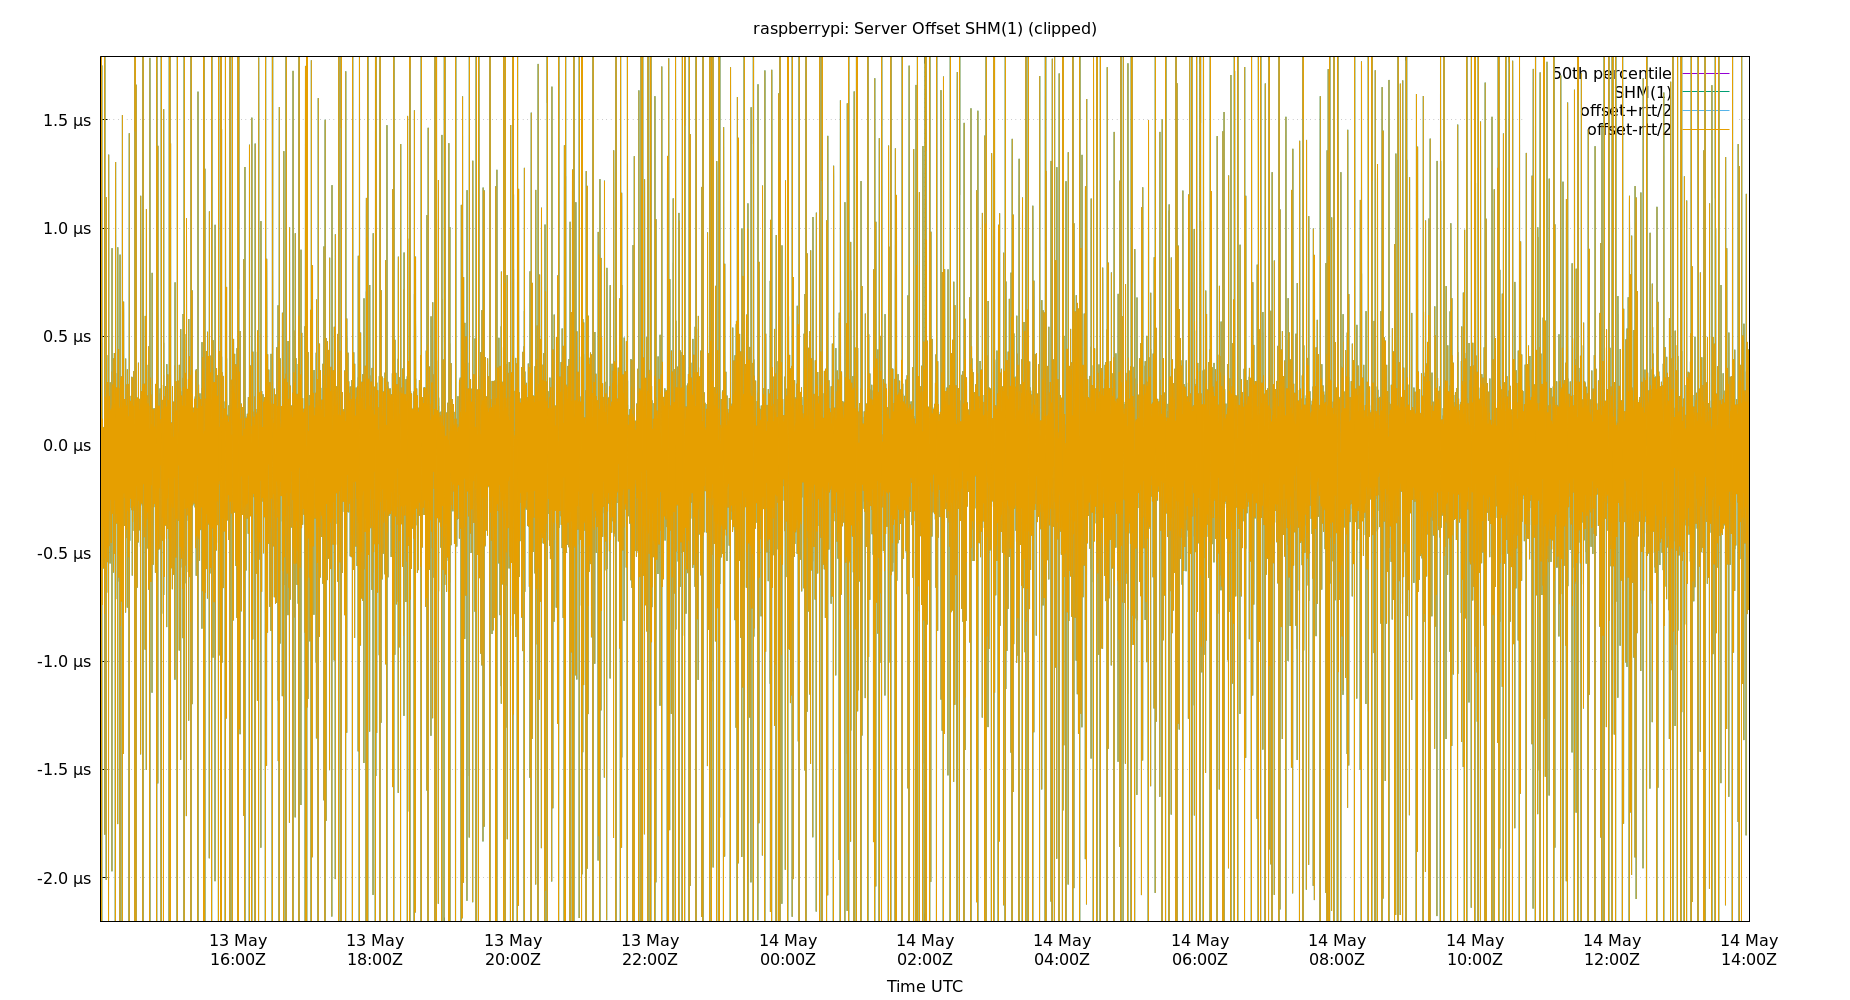 raspberrypi: Server Offset SHM(1) (clipped)
50th percentile
SHM(1)
offset+rtt/2
offset-rtt/2
1.5 µs
1.0 µs
0.5 µs
0.0 µs
-0.5 µs
-1.0 µs
-1.5 µs
-2.0 µs
13 May 13 May 13 May 13 May 14 May 14 May 14 May 14 May 14 May 14 May 14 May 14 May
16:00Z 18:00Z 20:00Z 22:00Z 00:00Z 02:00Z 04:00Z 06:00Z 08:00Z 10:00Z 12:00Z 14:00Z
Time UTC